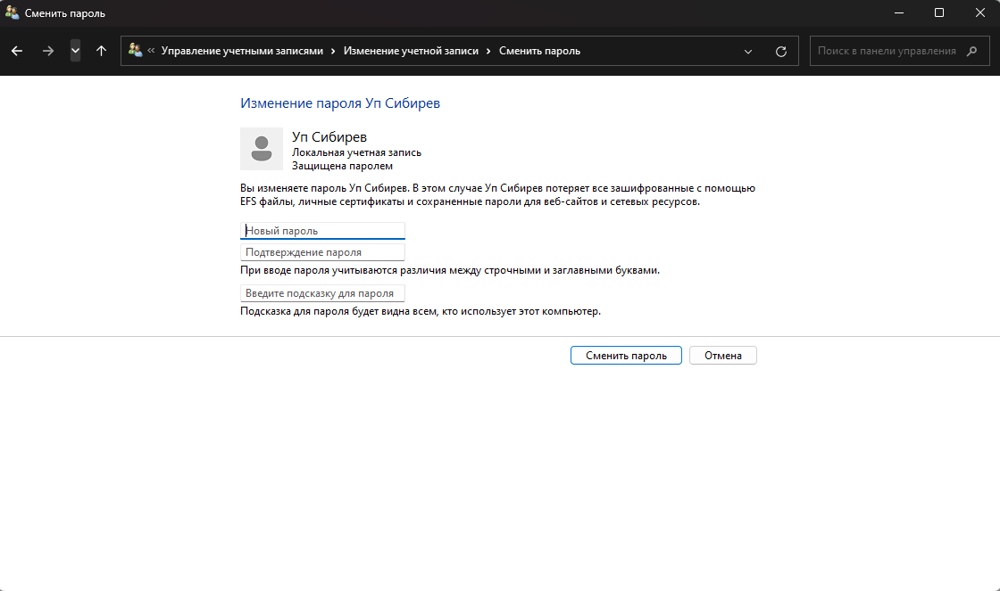 Сменить пароль
« Управление учетными записями › Изменение учетной записи › Сменить пароль
Поиск в панели управления
Изменение пароля Уп Сибирев
Уп Сибирев
Локальная учетная запись
Защищена паролем
Вы изменяете пароль Уп Сибирев. В этом случае Уп Сибирев потеряет все зашифрованные с помощью
EFS файлы, личные сертификаты и сохраненные пароли для веб-сайтов и сетевых ресурсов.
Новый пароль
Подтверждение пароля
При вводе пароля учитываются различия между строчными и заглавными буквами.
Введите подсказку для пароля
Подсказка для пароля будет видна всем, кто использует этот компьютер.
Сменить пароль
Отмена